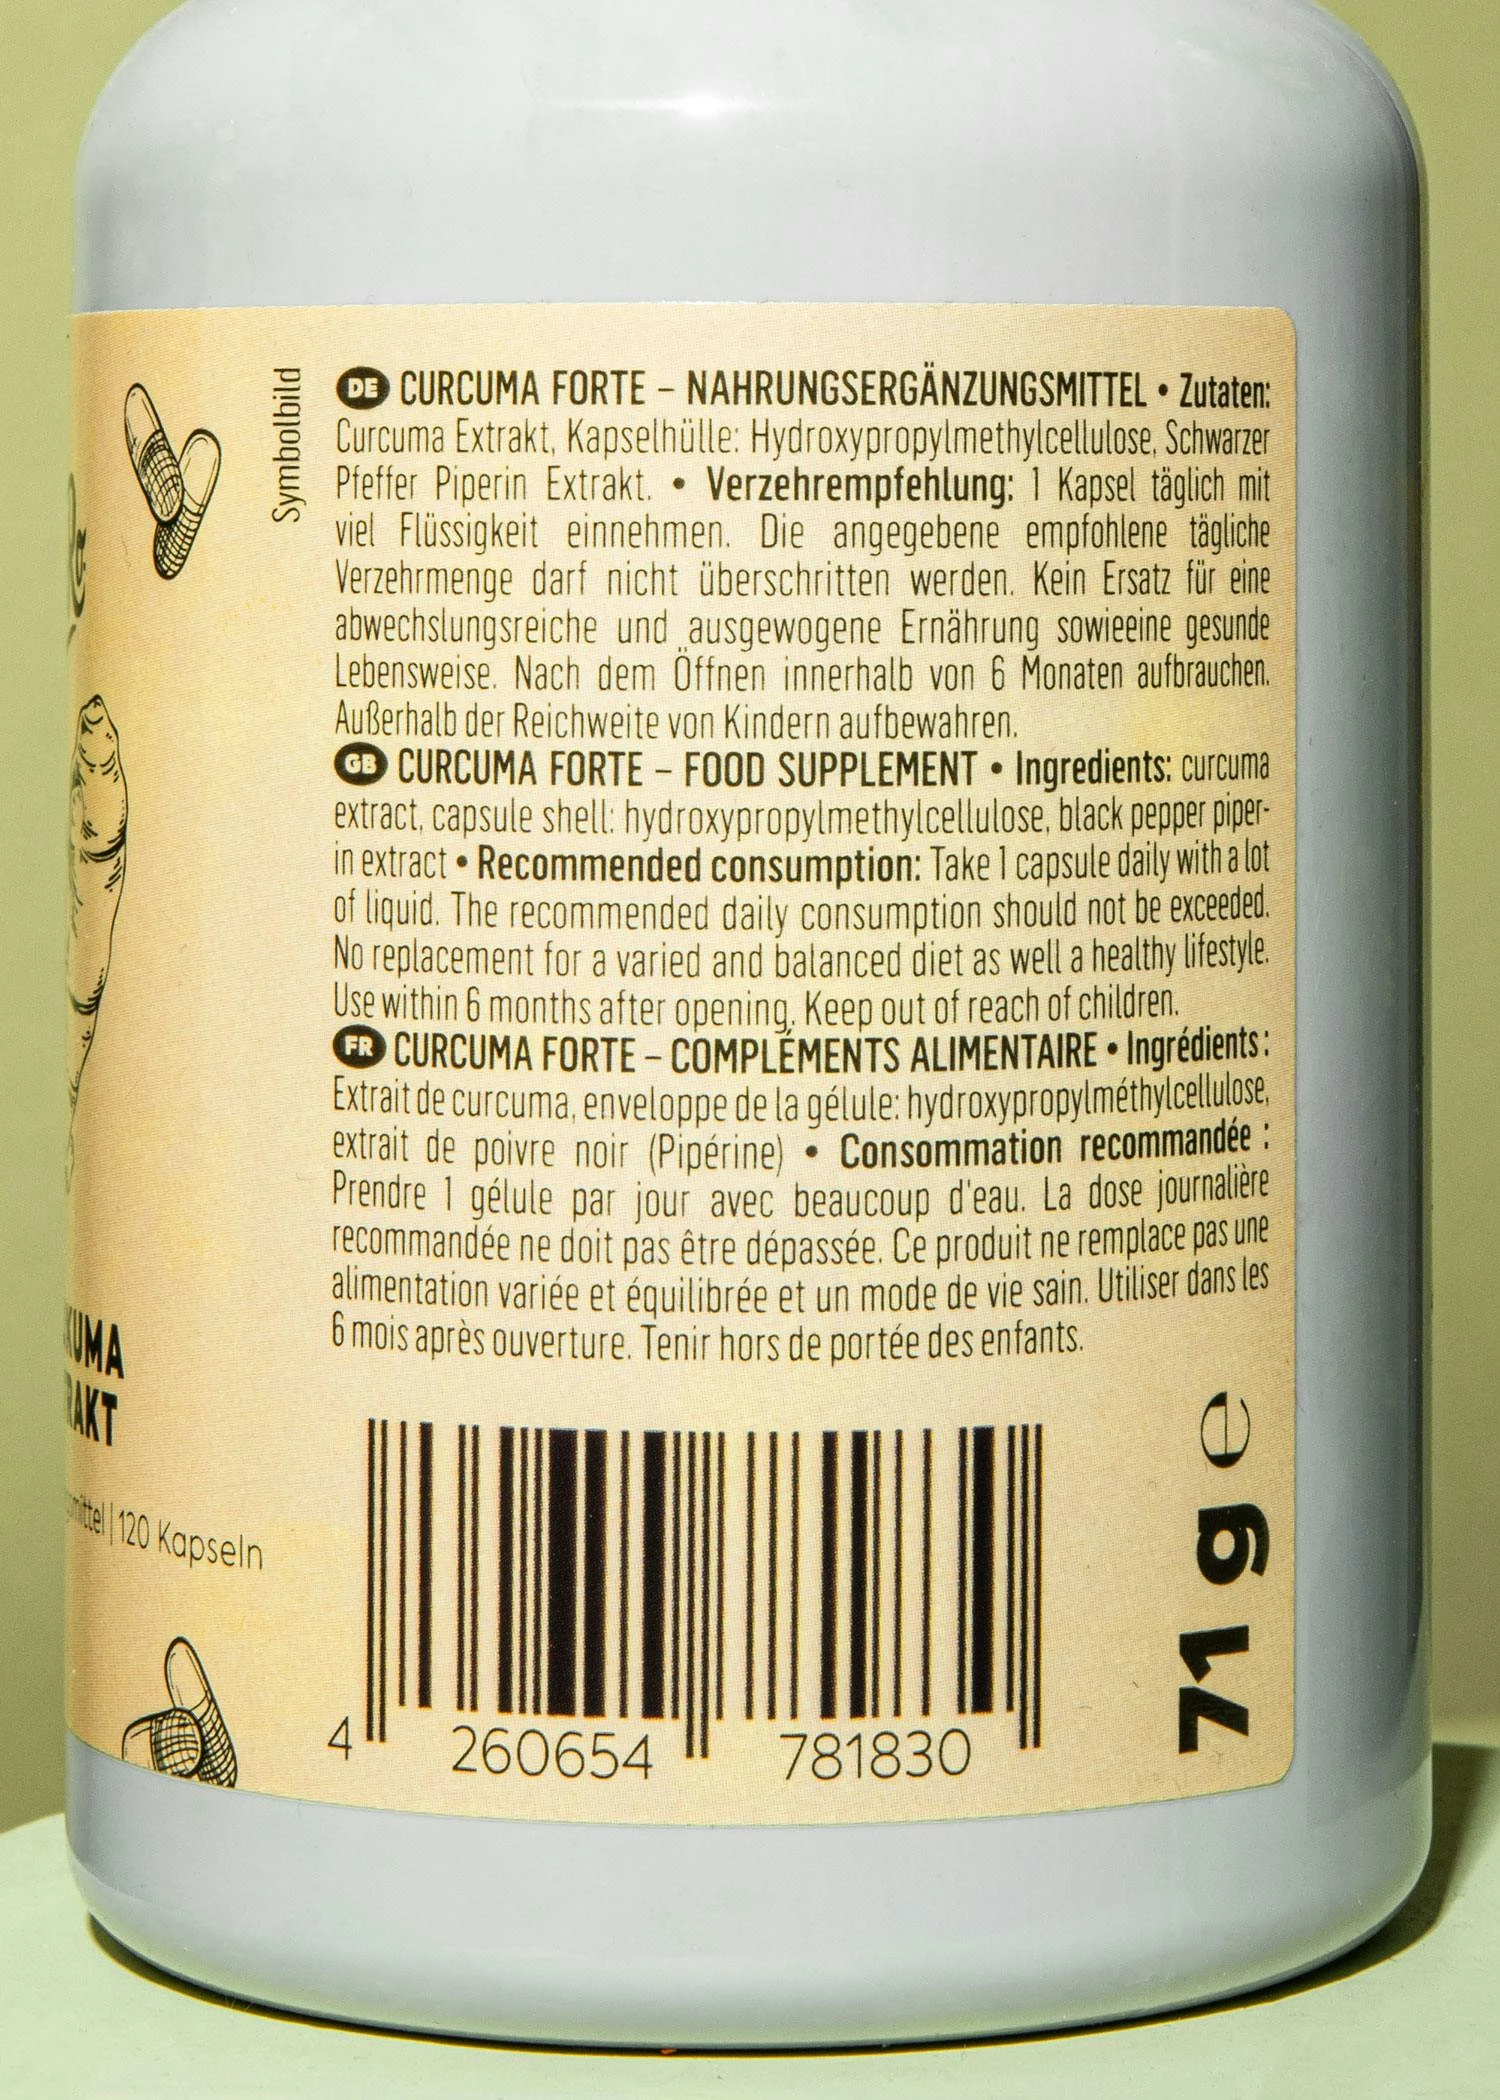 Symbolbild
DE CURCUMA FORTE – NAHRUNGSERGÄNZUNGSMITTEL • Zutaten:
Curcuma Extrakt, Kapselhülle: Hydroxypropylmethylcellulose, Schwarzer
Pfeffer Piperin Extrakt. • Verzehrempfehlung: 1 Kapsel täglich mit
viel Flüssigkeit einnehmen. Die angegebene empfohlene tägliche
Verzehrmenge darf nicht überschritten werden. Kein Ersatz für eine
abwechslungsreiche und ausgewogene Ernährung sowieeine gesunde
Lebensweise. Nach dem Öffnen innerhalb von 6 Monaten aufbrauchen.
Außerhalb der Reichweite von Kindern aufbewahren.
GB CURCUMA FORTE – FOOD SUPPLEMENT • Ingredients: curcuma
extract, capsule shell: hydroxypropylmethylcellulose, black pepper piper-
in extract • Recommended consumption: Take 1 capsule daily with a lot
of liquid. The recommended daily consumption should not be exceeded.
No replacement for a varied and balanced diet as well a healthy lifestyle.
Use within 6 months after opening. Keep out of reach of children.
FR CURCUMA FORTE – COMPLÉMENTS ALIMENTAIRE • Ingrédients :
Extrait de curcuma, enveloppe de la gélule: hydroxypropylméthylcellulose,
extrait de poivre noir (Pipérine) • Consommation recommandée :
Prendre 1 gélule par jour avec beaucoup d'eau. La dose journalière
recommandée ne doit pas être dépassée. Ce produit ne remplace pas une
alimentation variée et équilibrée et un mode de vie sain. Utiliser dans les
6 mois après ouverture. Tenir hors de portée des enfants.
KUMA
RAKT
mittel | 120 Kapseln
4 260654 781830
71 g e